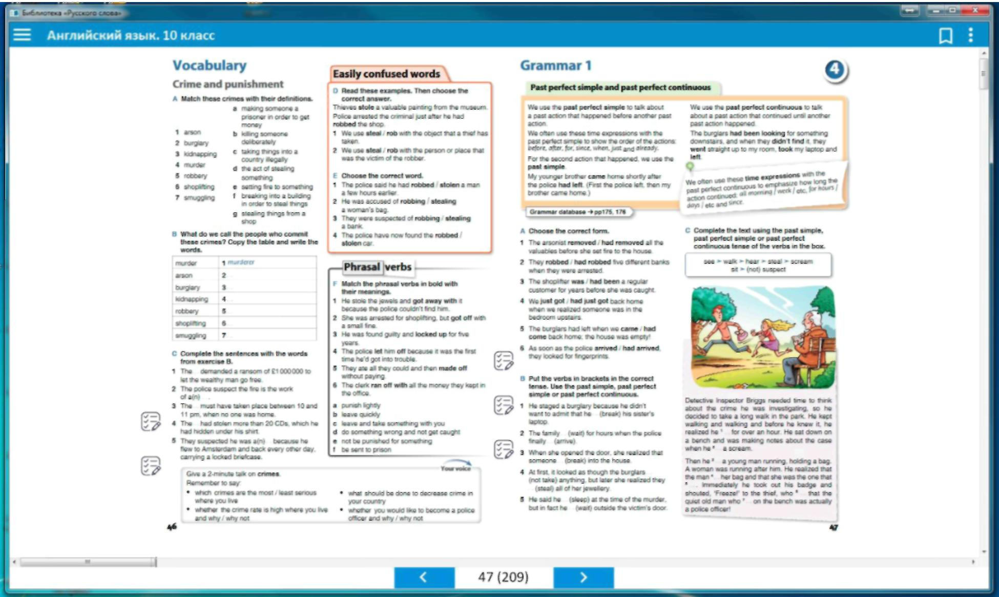 Библиотека «Русского слова»
Английский язык. 10 класс
Vocabulary
Crime and punishment
A Match these crimes with their definitions.
1 arson
2 burglary
3 kidnapping
4 murder
5 robbery
6 shoplifting
7 smuggling
a making someone a
prisoner in order to get
money
b killing someone
deliberately
c taking things into a
country illegally
d the act of stealing
something
e setting fire to something
f breaking into a building
in order to steal things
g stealing things from a
shop
B What do we call the people who commit
these crimes? Copy the table and write the
words.
murder 1 murderer
arson 2 ...
burglary 3 ...
kidnapping 4 ...
robbery 5 ...
shoplifting 6 ...
smuggling 7 ...
C Complete the sentences with the words
from exercise B.
1 The ... demanded a ransom of £1 000 000 to
let the wealthy man go free.
2 The police suspect the fire is the work
of a(n) ... .
3 The ... must have taken place between 10 and
11 pm, when no one was home.
4 The ... had stolen more than 20 CDs, which he
had hidden under his shirt.
5 They suspected he was a(n) ... because he
flew to Amsterdam and back every other day,
carrying a locked briefcase.
Easily confused words
D Read these examples. Then choose the
correct answer.
Thieves stole a valuable painting from the museum.
Police arrested the criminal just after he had
robbed the shop.
1 We use steal / rob with the object that a thief has
taken.
2 We use steal / rob with the person or place that
was the victim of the robber.
E Choose the correct word.
1 The police said he had robbed / stolen a man
a few hours earlier.
2 He was accused of robbing / stealing
a woman's bag.
3 They were suspected of robbing / stealing
a bank.
4 The police have now found the robbed /
stolen car.
Phrasal verbs
F Match the phrasal verbs in bold with
their meanings.
1 He stole the jewels and got away with it
because the police couldn't find him.
2 She was arrested for shoplifting, but got off with
a small fine.
3 He was found guilty and locked up for five
years.
4 The police let him off because it was the first
time he'd got into trouble.
5 They ate all they could and then made off
without paying.
6 The clerk ran off with all the money they kept in
the office.
a punish lightly
b leave quickly
c leave and take something with you
d do something wrong and not get caught
e not be punished for something
f be sent to prison
Your voice
Give a 2-minute talk on crimes.
Remember to say:
• which crimes are the most / least serious
where you live
• whether the crime rate is high where you live
and why / why not
• what should be done to decrease crime in
your country
• whether you would like to become a police
officer and why / why not
46
Grammar 1
4
Past perfect simple and past perfect continuous
We use the past perfect simple to talk about
a past action that happened before another past
action.
We often use these time expressions with the
past perfect simple to show the order of the actions:
before, after, for, since, when, just and already.
For the second action that happened, we use the
past simple.
My younger brother came home shortly after
the police had left. (First the police left, then my
brother came home.)
We use the past perfect continuous to talk
about a past action that continued until another
past action happened.
The burglars had been looking for something
downstairs, and when they didn't find it, they
went straight up to my room, took my laptop and
left.
We often use these time expressions with the
past perfect continuous to emphasize how long the
action continued: all morning / week / etc, for hours /
days / etc and since.
Grammar database → pp175, 176
A Choose the correct form.
1 The arsonist removed / had removed all the
valuables before she set fire to the house.
2 They robbed / had robbed five different banks
when they were arrested.
3 The shoplifter was / had been a regular
customer for years before she was caught.
4 We just got / had just got back home
when we realized someone was in the
bedroom upstairs.
5 The burglars had left when we came / had
come back home; the house was empty!
6 As soon as the police arrived / had arrived,
they looked for fingerprints.
B Put the verbs in brackets in the correct
tense. Use the past simple, past perfect
simple or past perfect continuous.
1 He staged a burglary because he didn't
want to admit that he ... (break) his sister's
laptop.
2 The family ... (wait) for hours when the police
finally ... (arrive).
3 When she opened the door, she realized that
someone ... (break) into the house.
4 At first, it looked as though the burglars ...
(not take) anything, but later she realized they
... (steal) all of her jewellery.
5 He said he ... (sleep) at the time of the murder,
but in fact he ... (wait) outside the victim's door.
C Complete the text using the past simple,
past perfect simple or past perfect
continuous tense of the verbs in the box.
see > walk > hear > steal > scream
sit > (not) suspect
Detective Inspector Briggs needed time to think
about the crime he was investigating, so he
decided to take a long walk in the park. He kept
walking and walking and before he knew it, he
realized he 1 ... for over an hour. He sat down on
a bench and was making notes about the case
when he 2 ... a scream.
Then he 3 ... a young man running, holding a bag.
A woman was running after him. He realized that
the man 4 ... her bag and that she was the one that
5 ... . Immediately he took out his badge and
shouted, 'Freeze!' to the thief, who 6 ... that the
quiet old man who 7 ... on the bench was actually
a police officer!
47
47 (209)